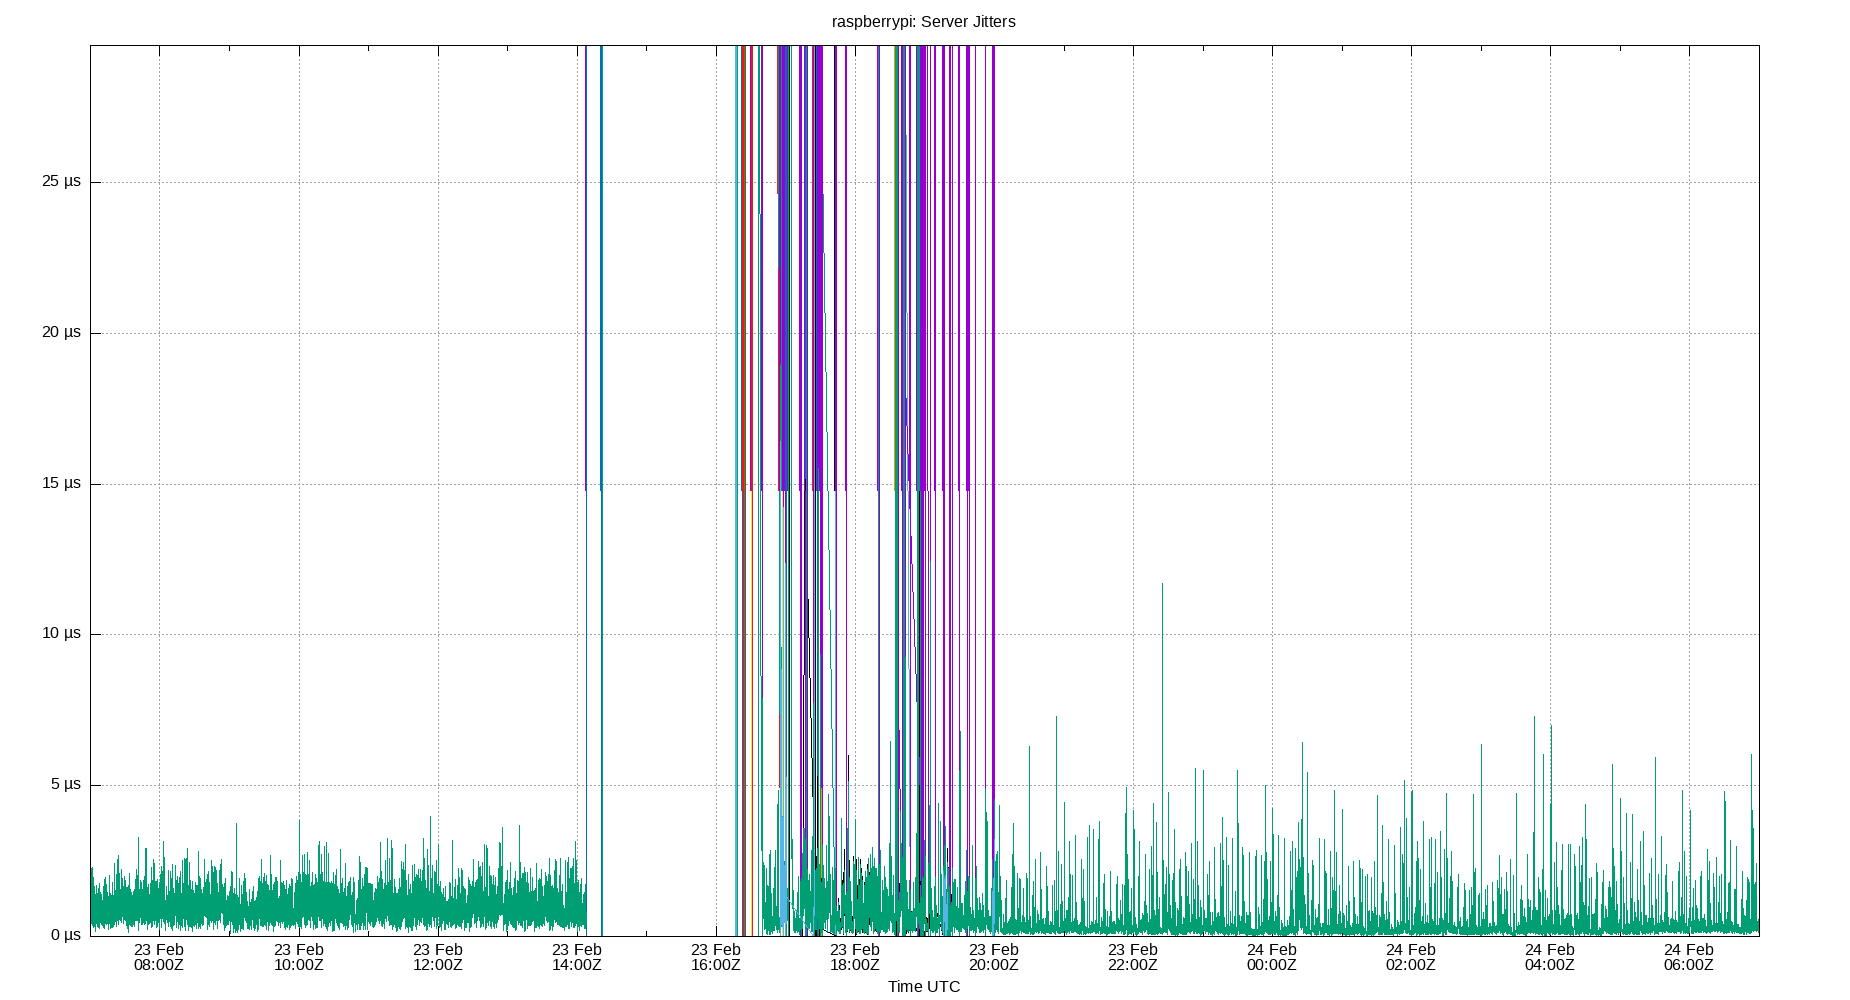 raspberrypi: Server Jitters
25 µs
20 µs
15 µs
10 µs
5 µs
0 µs
23 Feb 08:00Z
23 Feb 10:00Z
23 Feb 12:00Z
23 Feb 14:00Z
23 Feb 16:00Z
23 Feb 18:00Z
23 Feb 20:00Z
23 Feb 22:00Z
24 Feb 00:00Z
24 Feb 02:00Z
24 Feb 04:00Z
24 Feb 06:00Z
Time UTC